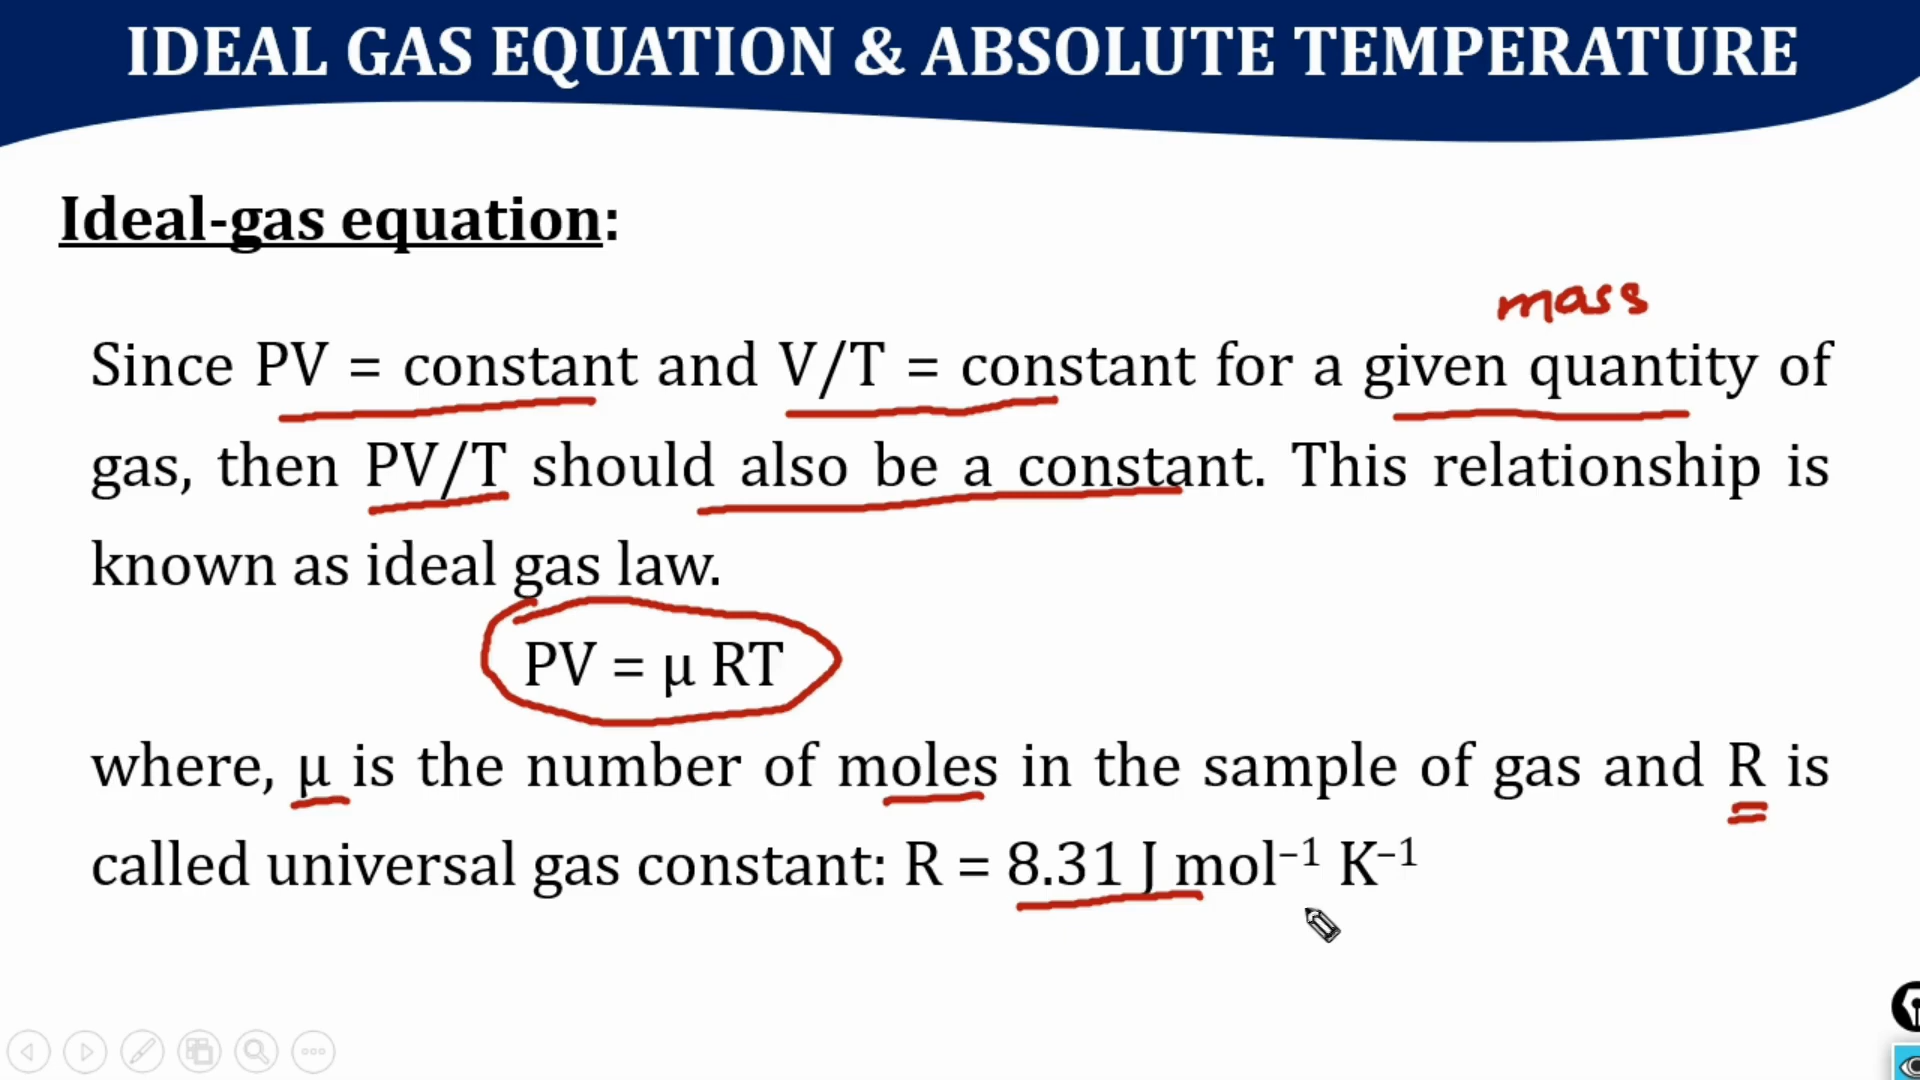 IDEAL GAS EQUATION & ABSOLUTE TEMPERATURE
Ideal-gas equation:
mass
Since PV = constant and V/T = constant for a given quantity of
gas, then PV/T should also be a constant. This relationship is
known as ideal gas law.
PV = μ RT
where, μ is the number of moles in the sample of gas and R is
called universal gas constant: R = 8.31 J mol⁻¹ K⁻¹